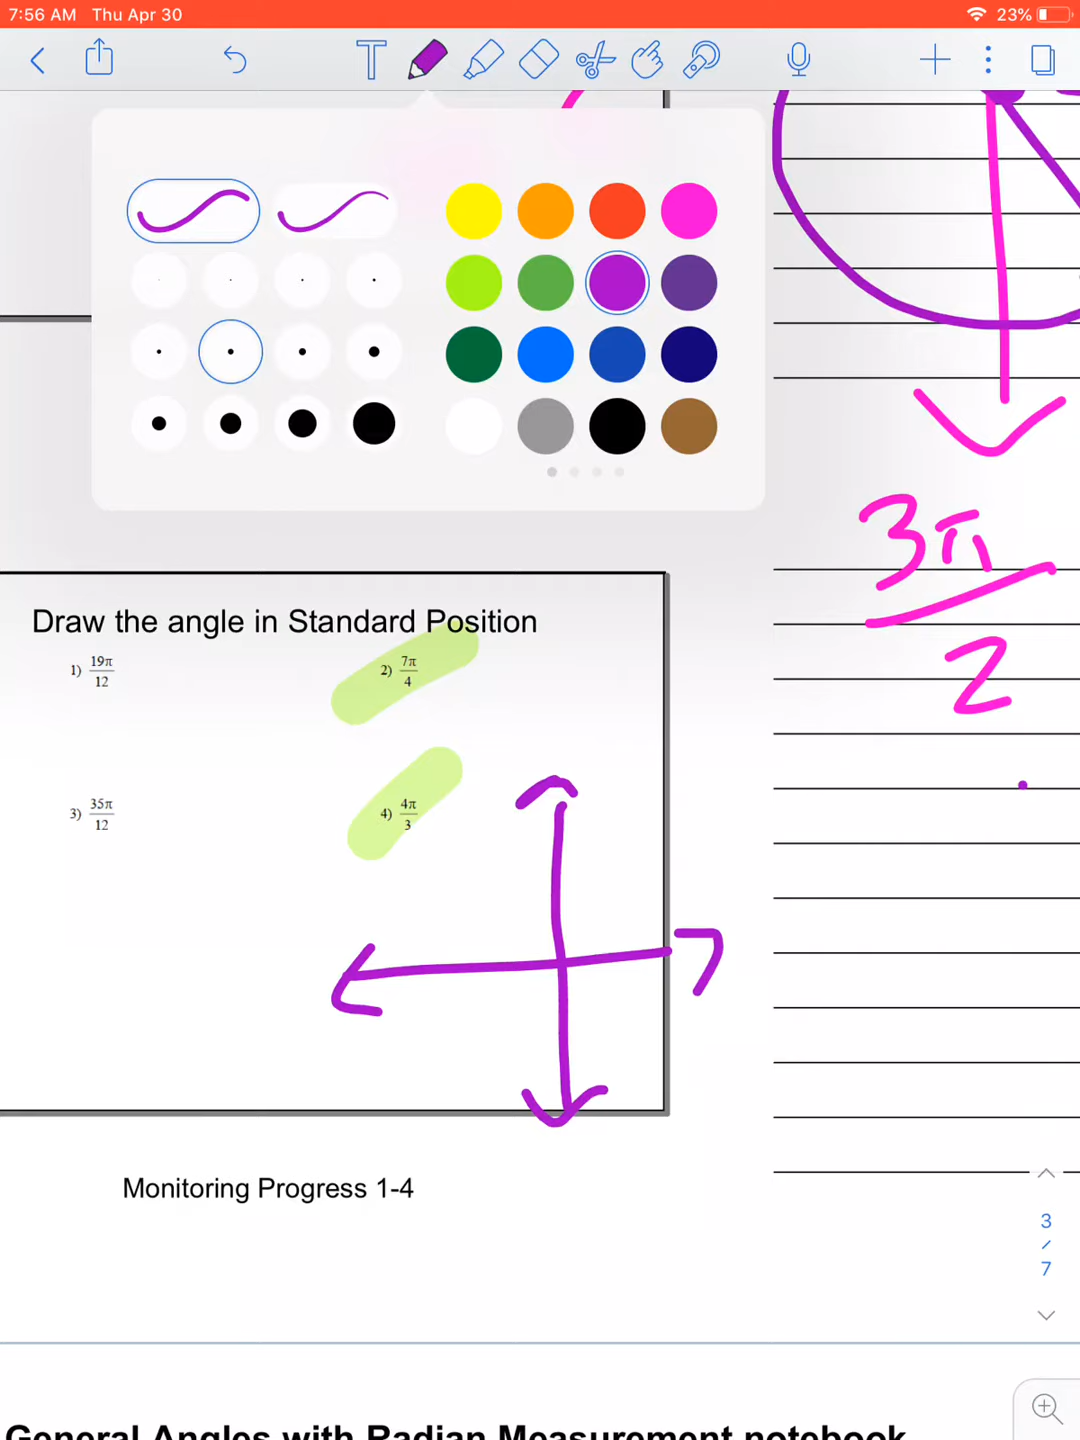 7:56 AM Thu Apr 30
23%
T
3π
2
Draw the angle in Standard Position
1) 19π
12
2) 7π
4
3) 35π
12
4) 4π
3
Monitoring Progress 1-4
3
/
7
General Angles with Radian Measurement notebook